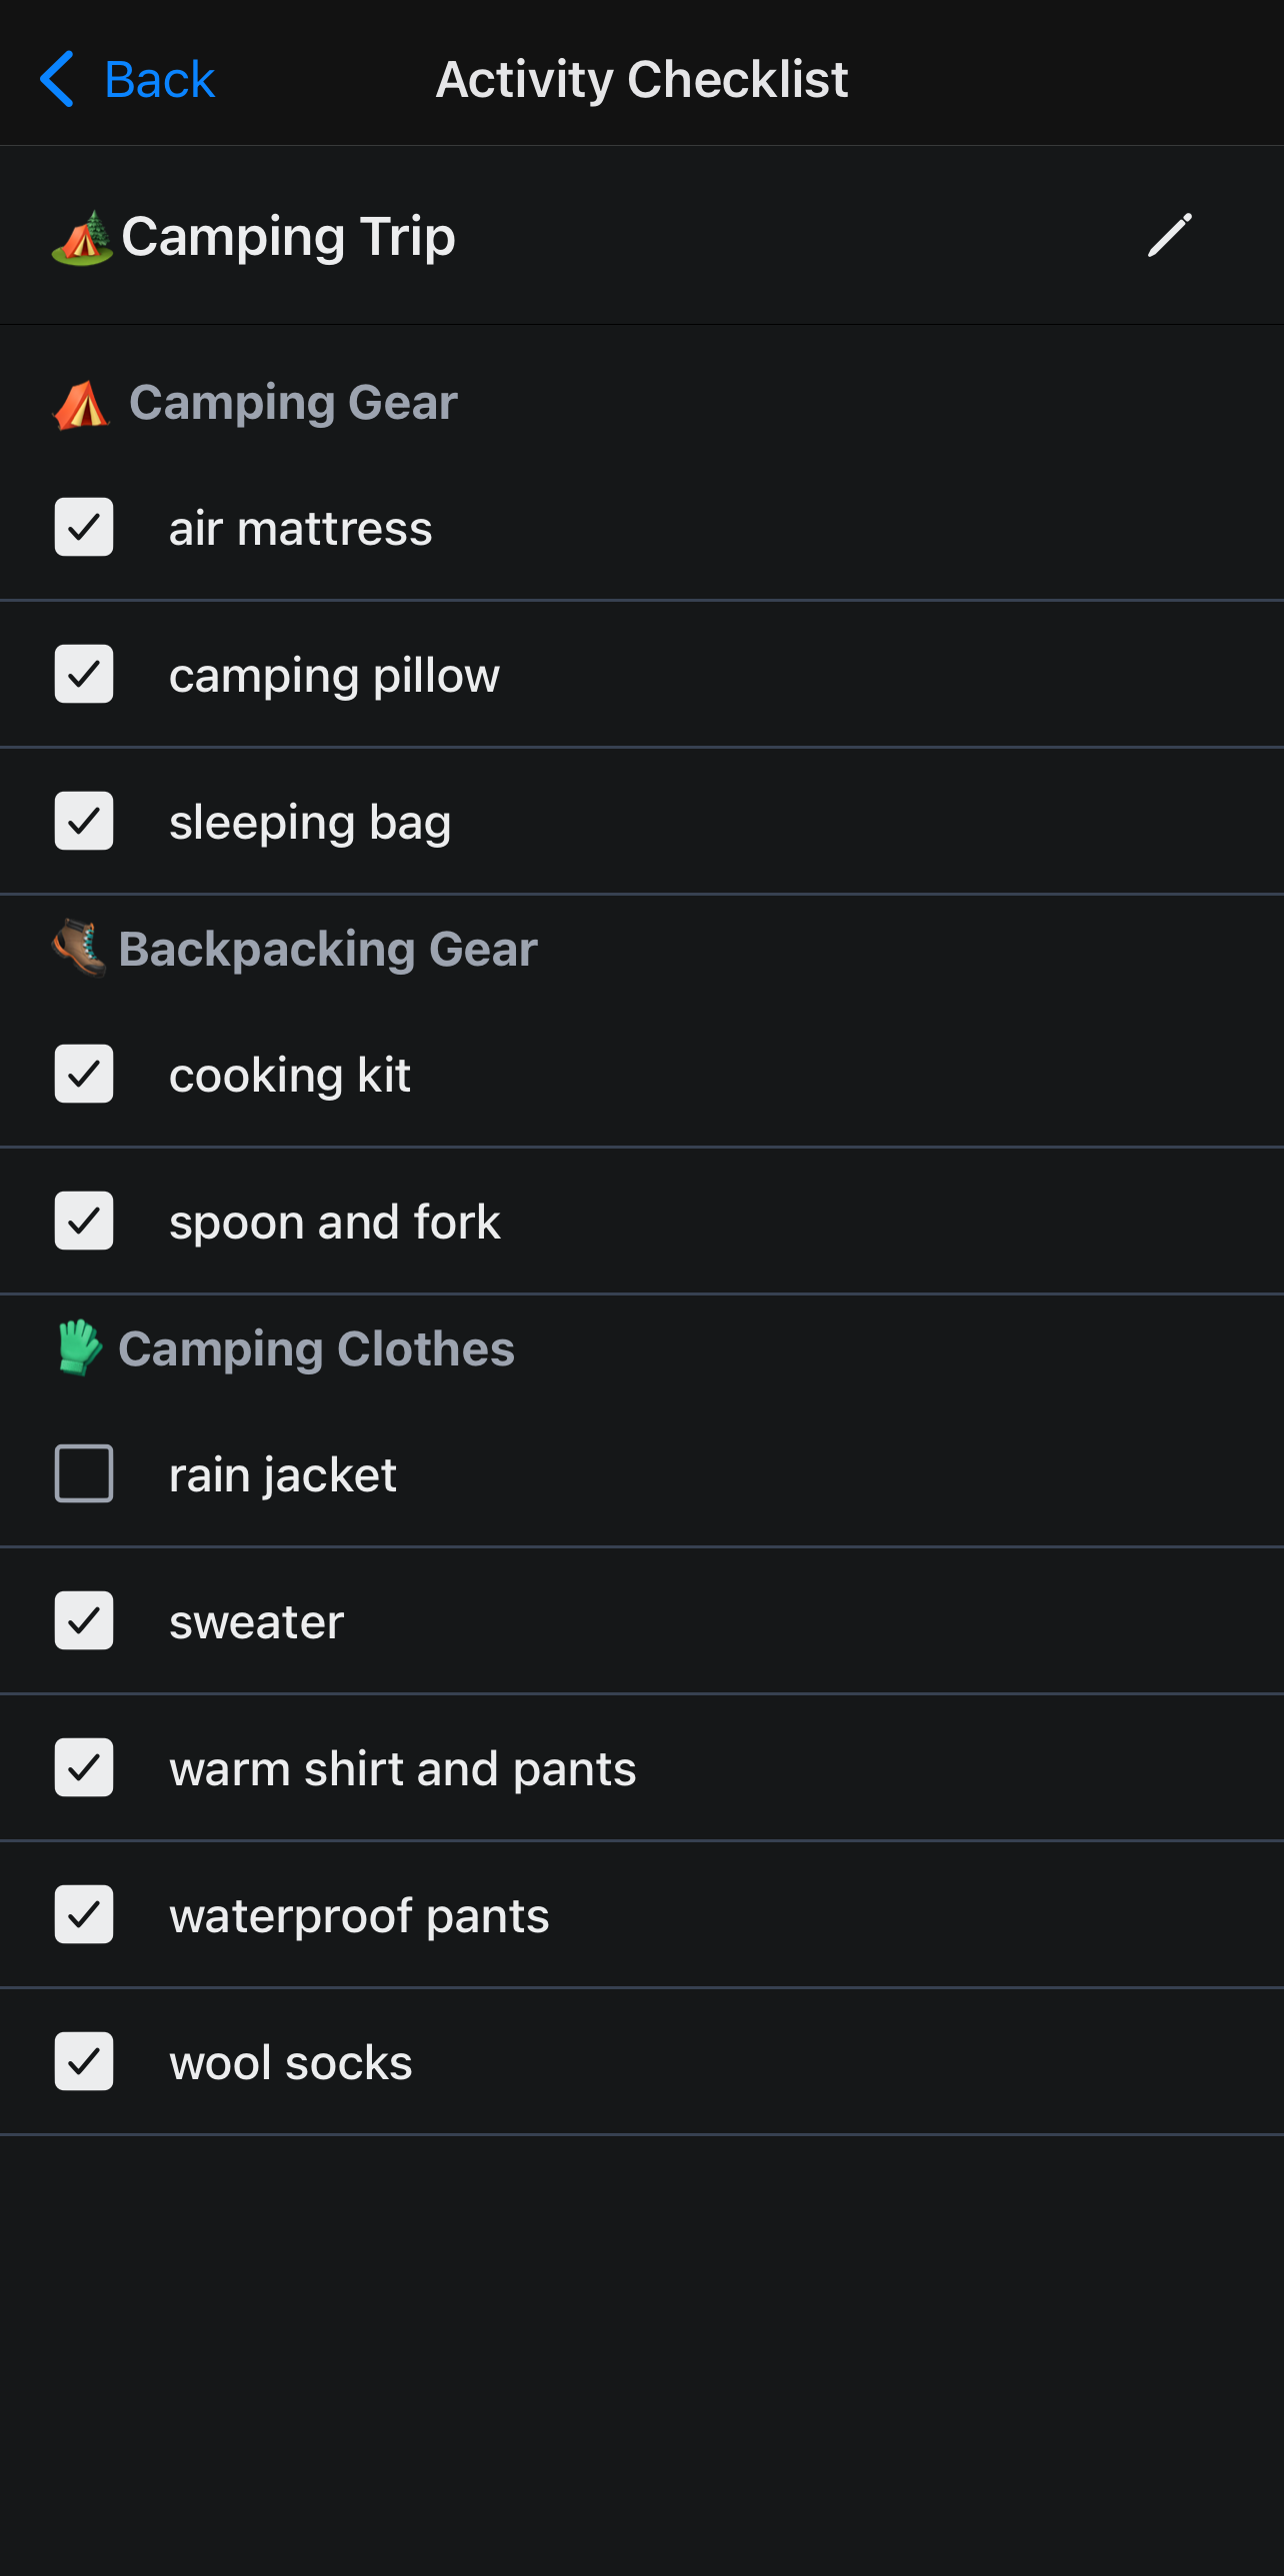 Back
Activity Checklist
Camping Trip
Camping Gear
air mattress
camping pillow
sleeping bag
Backpacking Gear
cooking kit
spoon and fork
Camping Clothes
rain jacket
sweater
warm shirt and pants
waterproof pants
wool socks